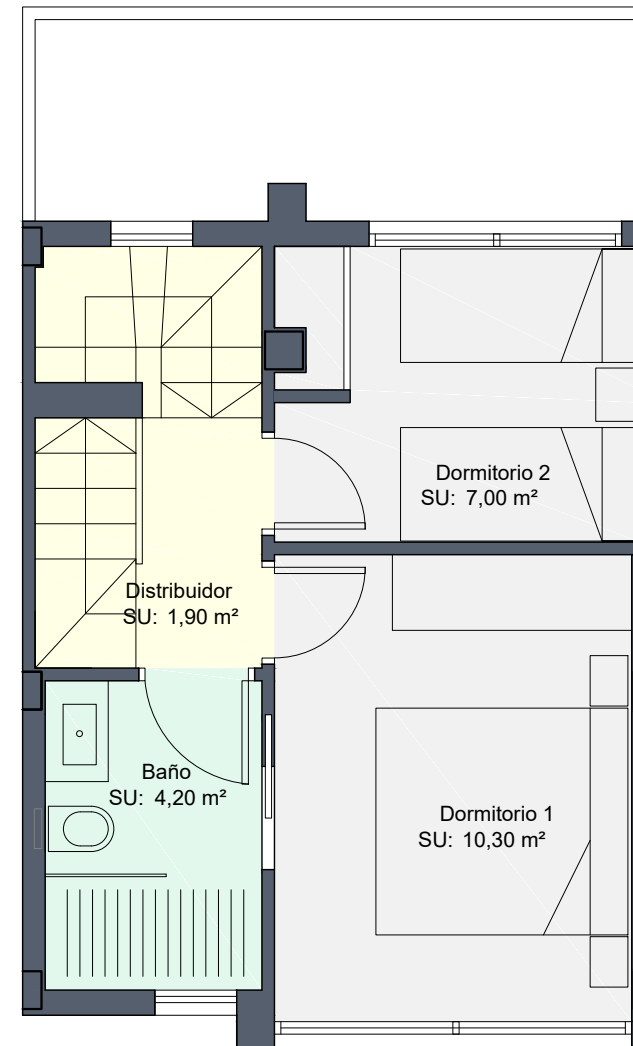 Dormitorio 2
SU: 7,00 m²
Distribuidor
SU: 1,90 m²
Baño
SU: 4,20 m²
Dormitorio 1
SU: 10,30 m²